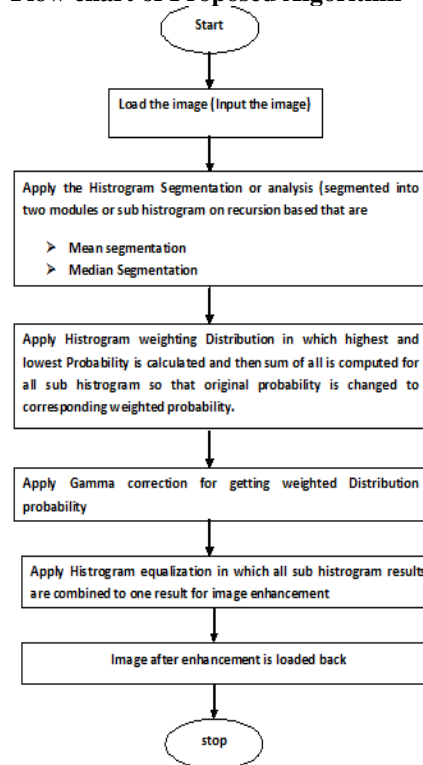 Flow chart of Proposed Algorithm
Start
Load the image (Input the image)
Apply the Histrogram Segmentation or analysis (segmented into
two modules or sub histrogram on recursion based that are
➢ Mean segmentation
➢ Median Segmentation
Apply Histrogram weighting Distribution in which highest and
lowest Probability is calculated and then sum of all is computed for
all sub histrogram so that original probability is changed to
corresponding weighted probability.
Apply Gamma correction for getting weighted Distribution
probability
Apply Histrogram equalization in which all sub histrogram results
are combined to one result for image enhancement
Image after enhancement is loaded back
stop